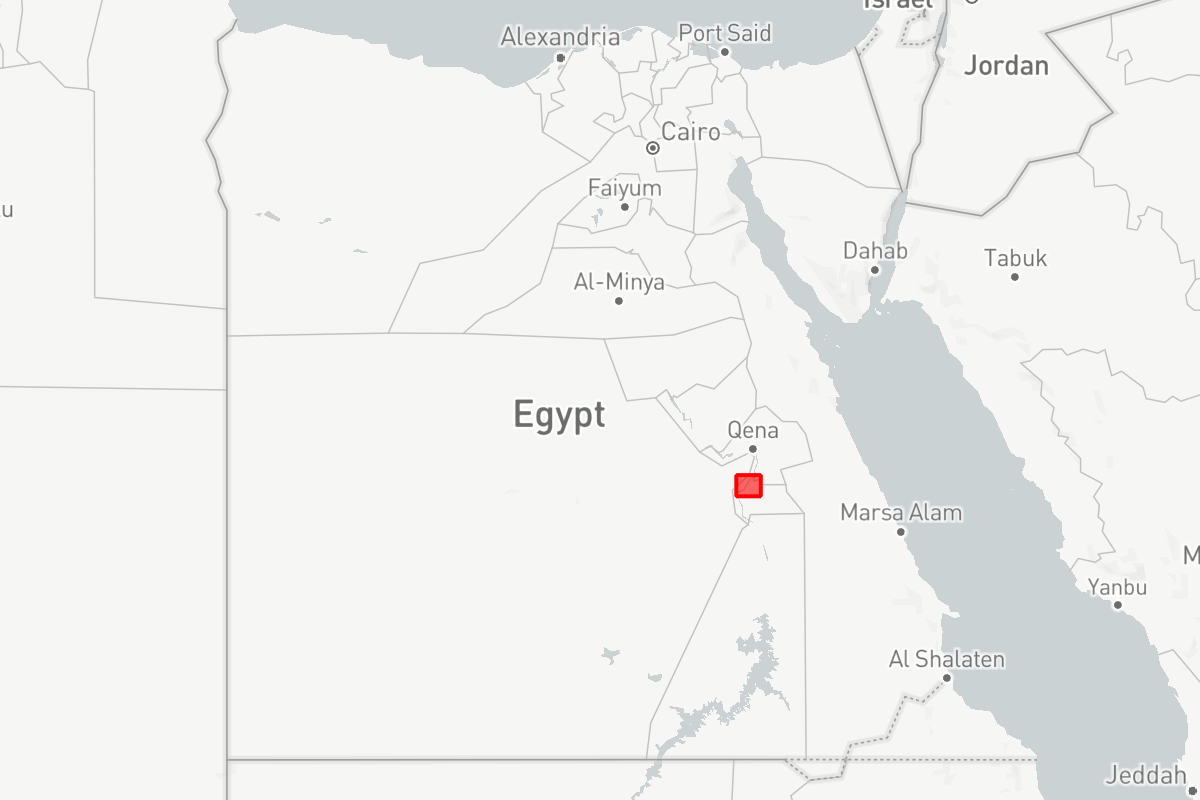 Israel
Alexandria
Port Said
Jordan
Cairo
Faiyum
Dahab
Tabuk
Al-Minya
Egypt
Qena
Marsa Alam
Yanbu
Al Shalaten
Jeddah